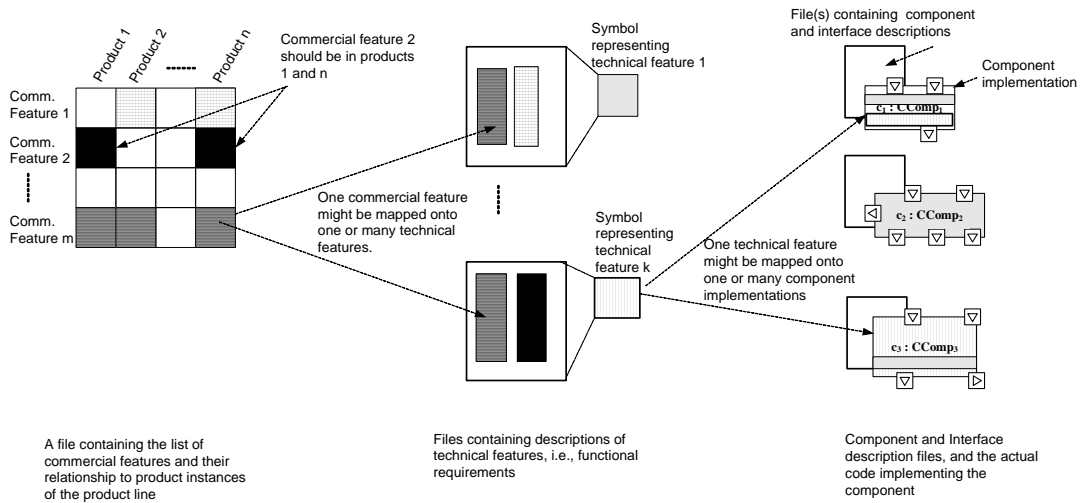 Product 1
Product 2
Product n
Comm.
Feature 1
Comm.
Feature 2
Comm.
Feature m
Commercial feature 2
should be in products
1 and n
One commercial feature
might be mapped onto
one or many technical
features.
A file containing the list of
commercial features and their
relationship to product instances
of the product line
Symbol
representing
technical feature 1
Symbol
representing
technical
feature k
Files containing descriptions of
technical features, i.e., functional
requirements
One technical feature
might be mapped onto
one or many component
implementations
File(s) containing component
and interface descriptions
Component
implementation
c1 : CComp1
c2 : CComp2
c3 : CComp3
Component and Interface
description files, and the actual
code implementing the
component